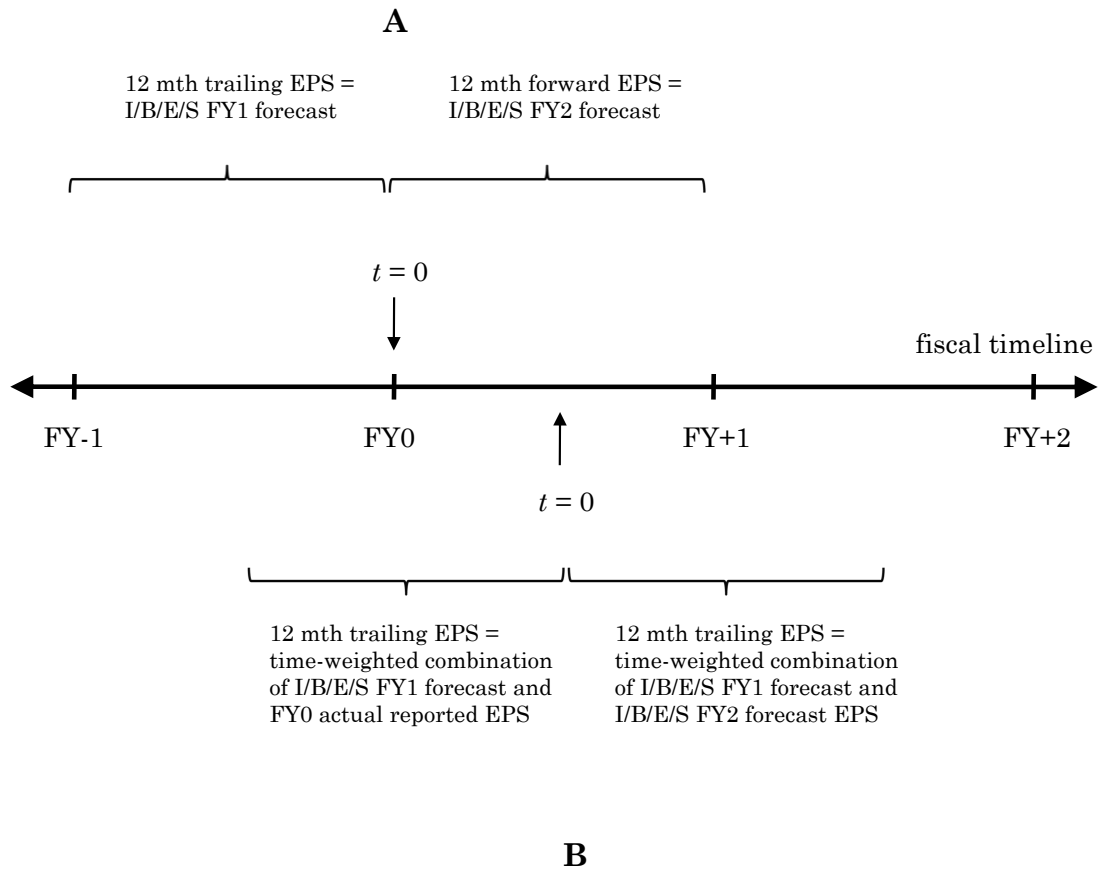 A
12 mth trailing EPS =
I/B/E/S FY1 forecast
12 mth forward EPS =
I/B/E/S FY2 forecast
t = 0
fiscal timeline
FY-1
FY0
FY+1
FY+2
t = 0
12 mth trailing EPS =
time-weighted combination
of I/B/E/S FY1 forecast and
FY0 actual reported EPS
12 mth trailing EPS =
time-weighted combination
of I/B/E/S FY1 forecast and
I/B/E/S FY2 forecast EPS
B